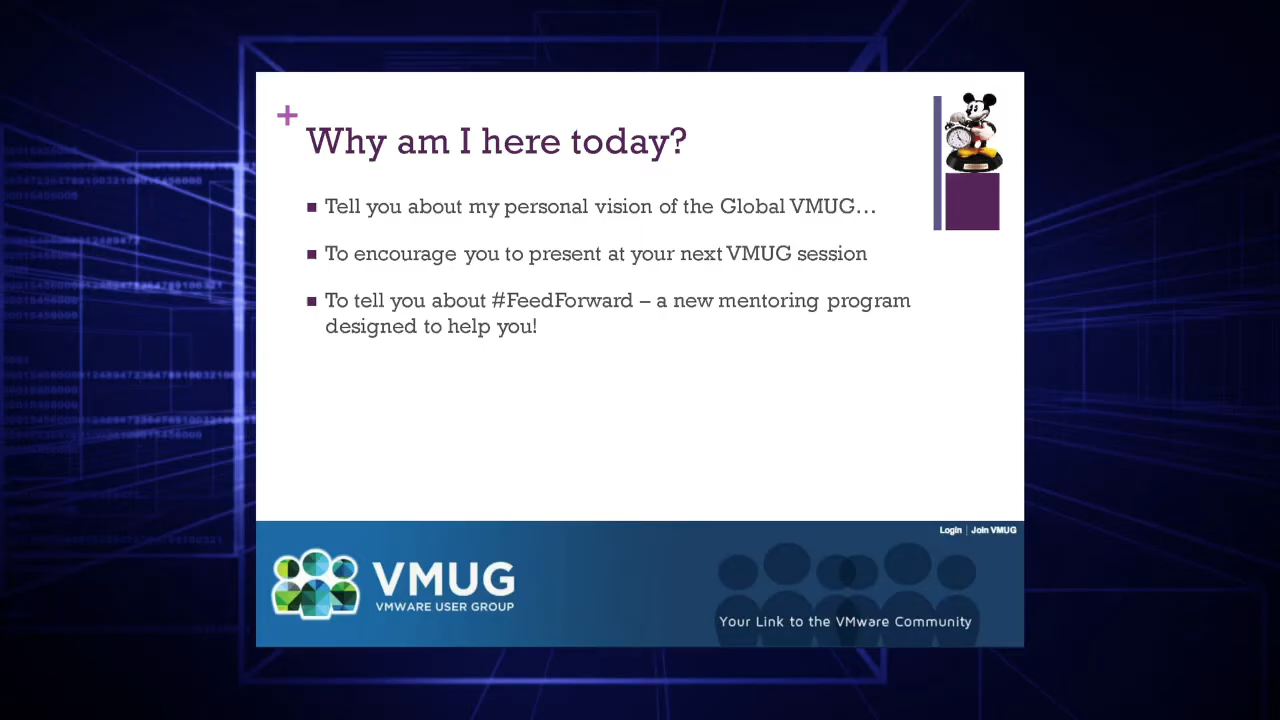 +
Why am I here today?
■ Tell you about my personal vision of the Global VMUG...
■ To encourage you to present at your next VMUG session
■ To tell you about #FeedForward – a new mentoring program
designed to help you!
Login | Join VMUG
VMUG
VMWARE USER GROUP
Your Link to the VMware Community